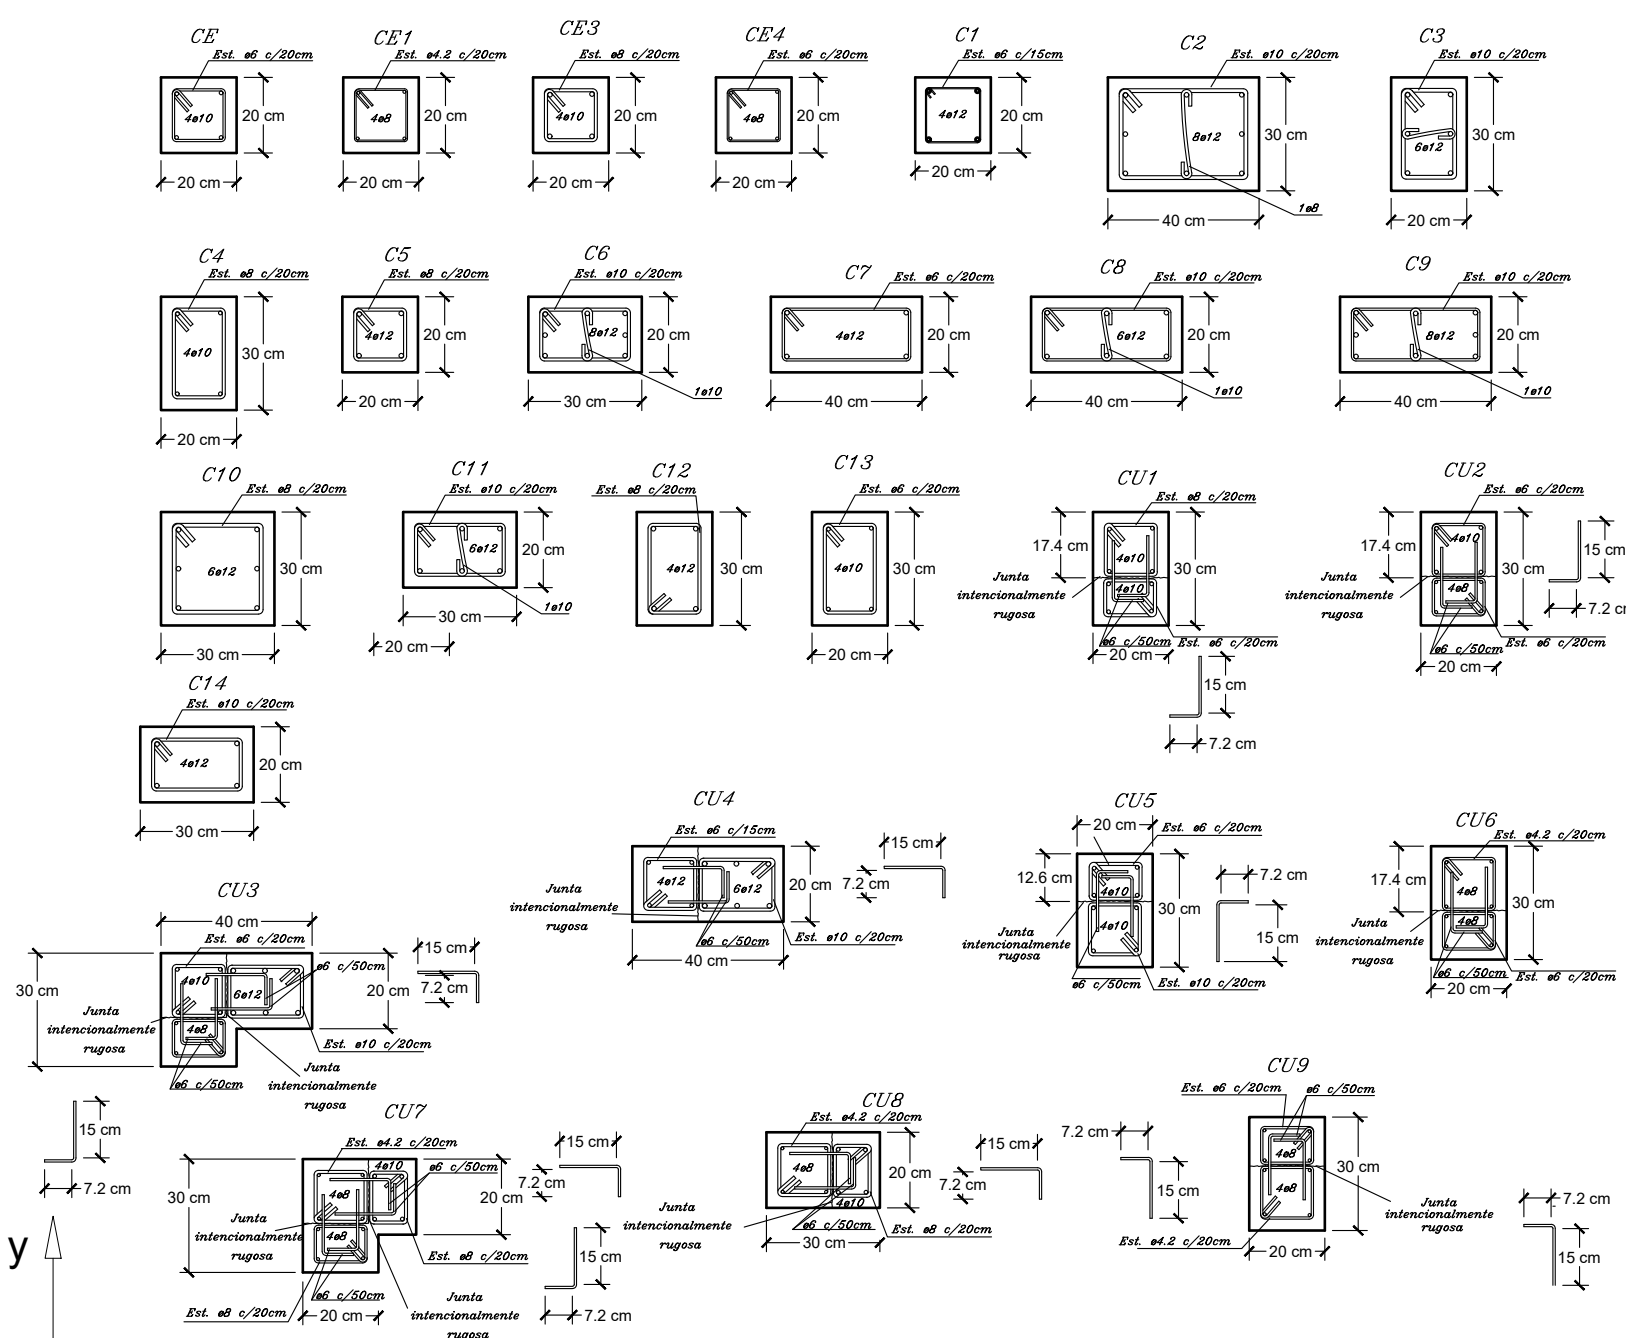 CE
Est. ø6 c/20cm
4ø10
20 cm
20 cm
CE1
Est. ø4.2 c/20cm
4ø8
20 cm
20 cm
CE3
Est. ø8 c/20cm
4ø10
20 cm
20 cm
CE4
Est. ø6 c/20cm
4ø8
20 cm
20 cm
C1
Est. ø6 c/15cm
4ø12
20 cm
20 cm
C2
Est. ø10 c/20cm
8ø12
30 cm
1ø8
40 cm
C3
Est. ø10 c/20cm
6ø12
30 cm
20 cm
C4
Est. ø8 c/20cm
4ø10
30 cm
20 cm
C5
Est. ø8 c/20cm
4ø12
20 cm
20 cm
C6
Est. ø10 c/20cm
8ø12
20 cm
1ø10
30 cm
C7
Est. ø6 c/20cm
4ø12
20 cm
40 cm
C8
Est. ø10 c/20cm
6ø12
20 cm
1ø10
40 cm
C9
Est. ø10 c/20cm
8ø12
20 cm
1ø10
40 cm
C10
Est. ø8 c/20cm
6ø12
30 cm
30 cm
C11
Est. ø10 c/20cm
6ø12
20 cm
1ø10
30 cm
20 cm
C12
Est. ø8 c/20cm
4ø12
30 cm
C13
Est. ø6 c/20cm
4ø10
30 cm
20 cm
CU1
Est. ø8 c/20cm
17.4 cm
4ø10
4ø10
30 cm
Junta
intencionalmente
rugosa
ø6 c/50cm
Est. ø6 c/20cm
20 cm
15 cm
7.2 cm
CU2
Est. ø6 c/20cm
17.4 cm
4ø10
4ø8
30 cm
15 cm
7.2 c
Junta
intencionalmente
rugosa
ø6 c/50cm
Est. ø6 c/20cm
20 cm
C14
Est. ø10 c/20cm
4ø12
20 cm
30 cm
CU4
Est. ø6 c/15cm
4ø12
6ø12
20 cm
15 cm
7.2 cm
Junta
intencionalmente
rugosa
ø6 c/50cm
Est. ø10 c/20cm
40 cm
CU5
20 cm
Est. ø6 c/20cm
12.6 cm
4ø10
4ø10
30 cm
7.2 cm
15 cm
Junta
intencionalmente
rugosa
ø6 c/50cm
Est. ø10 c/20cm
CU6
Est. ø4.2 c/20cm
17.4 cm
4ø8
4ø8
30 cm
Junta
intencionalmente
rugosa
ø6 c/50cm
Est. ø6 c/20cm
20 cm
CU3
40 cm
Est. ø6 c/20cm
30 cm
4ø10
6ø12
4ø8
ø6 c/50cm
20 cm
15 cm
7.2 cm
Junta
intencionalmente
rugosa
Est. ø10 c/20cm
ø6 c/50cm
Junta
intencionalmente
rugosa
15 cm
7.2 cm
CU7
Est. ø4.2 c/20cm
4ø10
ø6 c/50cm
30 cm
4ø8
4ø8
20 cm
15 cm
7.2 cm
Junta
intencionalmente
rugosa
Est. ø8 c/20cm
ø6 c/50cm
Est. ø8 c/20cm
20 cm
15 cm
7.2 cm
Junta
intencionalmente
rugosa
CU8
Est. ø4.2 c/20cm
4ø8
4ø10
20 cm
15 cm
7.2 cm
Junta
intencionalmente
rugosa
ø6 c/50cm
Est. ø8 c/20cm
30 cm
CU9
Est. ø6 c/20cm
ø6 c/50cm
7.2 cm
15 cm
4ø8
4ø8
30 cm
Junta
intencionalmente
rugosa
Est. ø4.2 c/20cm
20 cm
7.2 cm
15 cm
y